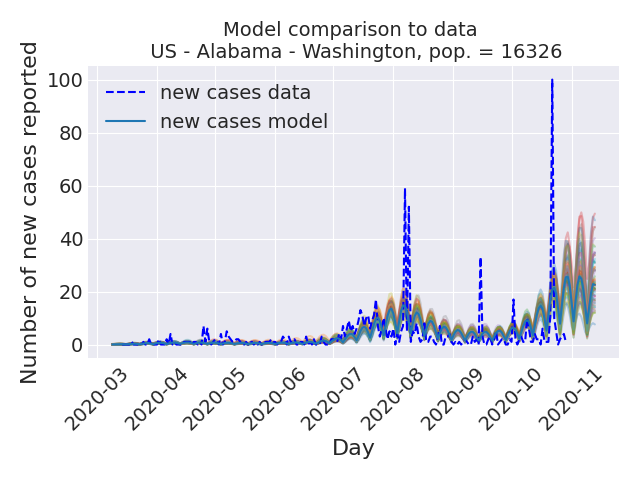 Model comparison to data
US - Alabama - Washington, pop. = 16326
Number of new cases reported
100
80
60
40
20
0
new cases data
new cases model
2020-03
2020-04
2020-05
2020-06
2020-07
2020-08
2020-09
2020-10
2020-11
Day